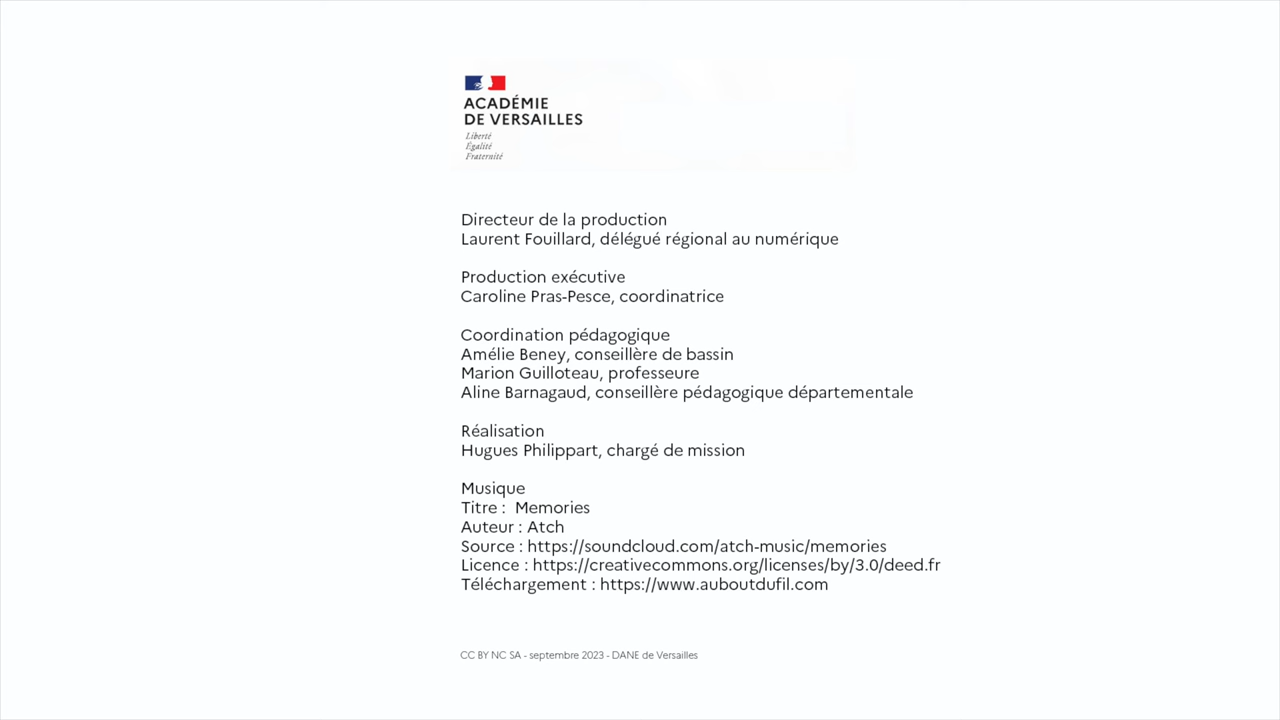 ACADÉMIE
DE VERSAILLES
Liberté
Égalité
Fraternité
Directeur de la production
Laurent Fouillard, délégué régional au numérique
Production exécutive
Caroline Pras-Pesce, coordinatrice
Coordination pédagogique
Amélie Beney, conseillère de bassin
Marion Guilloteau, professeure
Aline Barnagaud, conseillère pédagogique départementale
Réalisation
Hugues Philippart, chargé de mission
Musique
Titre :  Memories
Auteur : Atch
Source : https://soundcloud.com/atch-music/memories
Licence : https://creativecommons.org/licenses/by/3.0/deed.fr
Téléchargement : https://www.auboutdufil.com
CC BY NC SA - septembre 2023 - DANE de Versailles